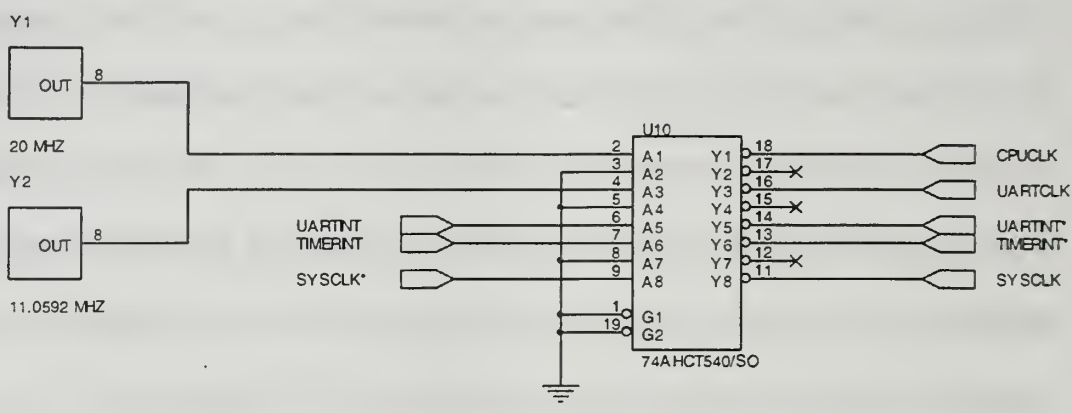 Y1
OUT 8
20 MHZ
Y2
OUT 8
11.0592 MHZ
U10
2 A1 Y1 18 CPUCLK
3 A2 Y2 17
4 A3 Y3 16 UARTCLK
5 A4 Y4 15
UARTINT 6 A5 Y5 14 UARTINT*
TIMERINT 7 A6 Y6 13 TIMERINT*
8 A7 Y7 12
SYSCLK* 9 A8 Y8 11 SYSCLK
1 G1
19 G2
74AHCT540/SO